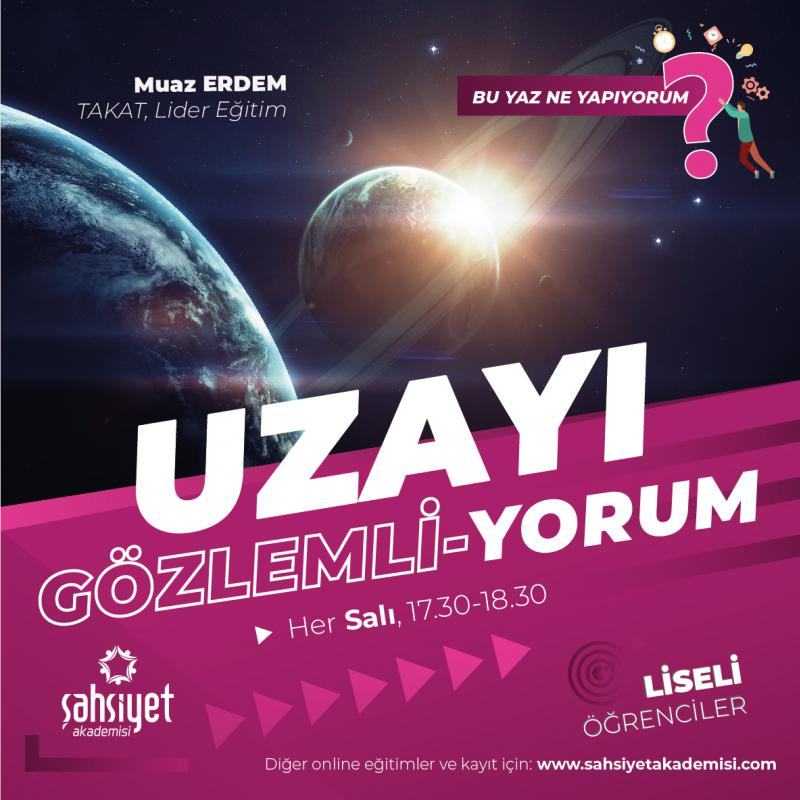 Muaz ERDEM
TAKAT, Lider Eğitim
BU YAZ NE YAPIYORUM
?
UZAYI
GÖZLEMLİ-YORUM
Her Salı, 17.30-18.30
şahsiyet
akademisi
LİSELİ
ÖĞRENCİLER
Diğer online eğitimler ve kayıt için: www.sahsiyetakademisi.com